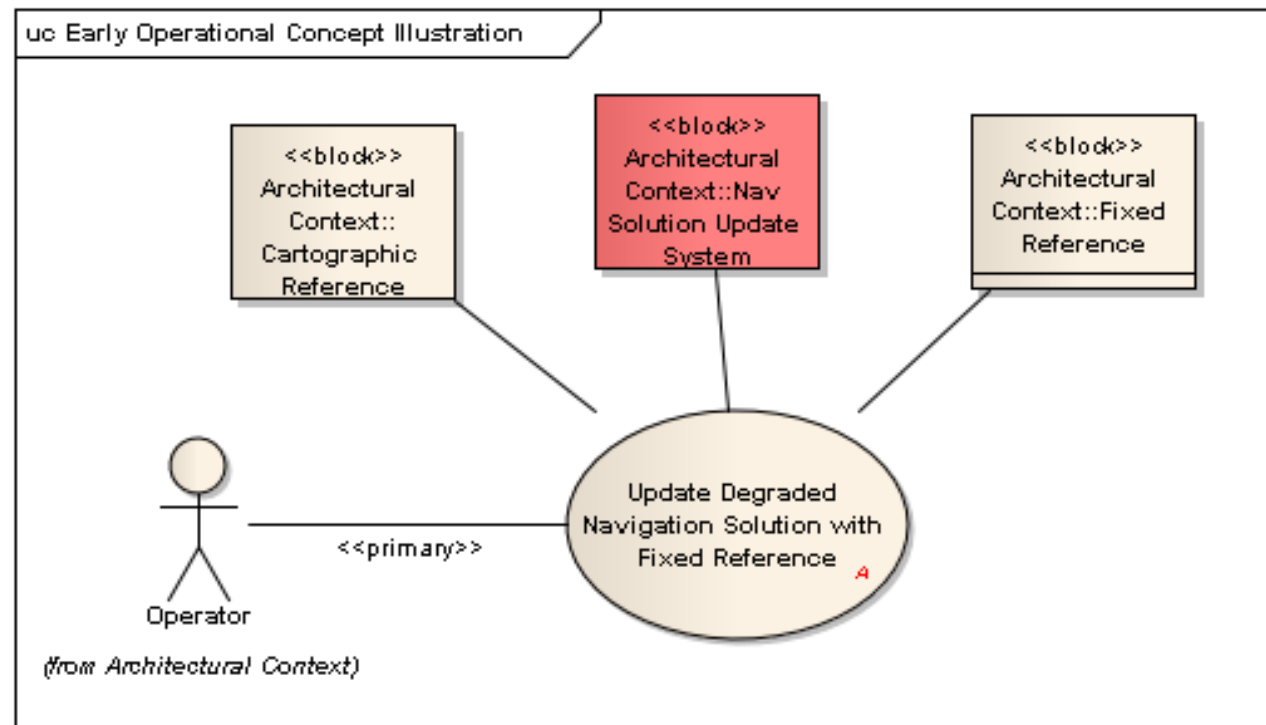 uc Early Operational Concept Illustration
<<block>>
Architectural
Context::
Cartographic
Reference
<<block>>
Architectural
Context::Nav
Solution Update
System
<<block>>
Architectural
Context::Fixed
Reference
Update Degraded
Navigation Solution with
Fixed Reference
A
<<primary>>
Operator
(from Architectural Context)